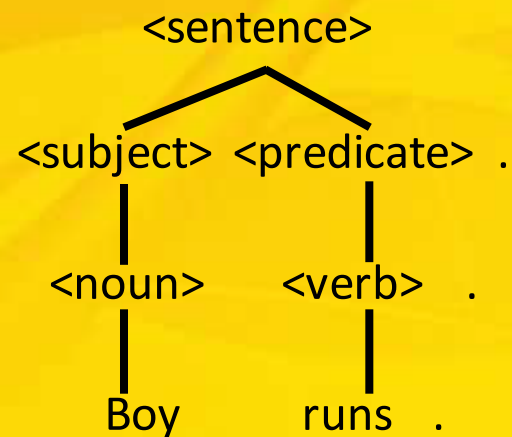 <sentence>
<subject> <predicate> .
<noun> <verb> .
Boy runs .